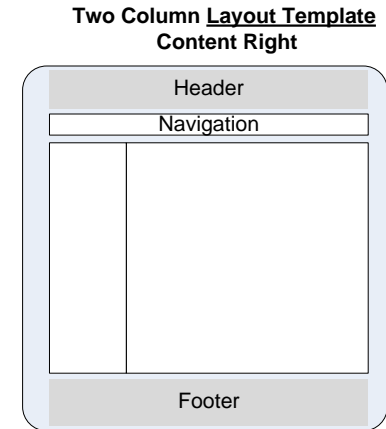 Two Column Layout Template
Content Right
Header
Navigation
Footer